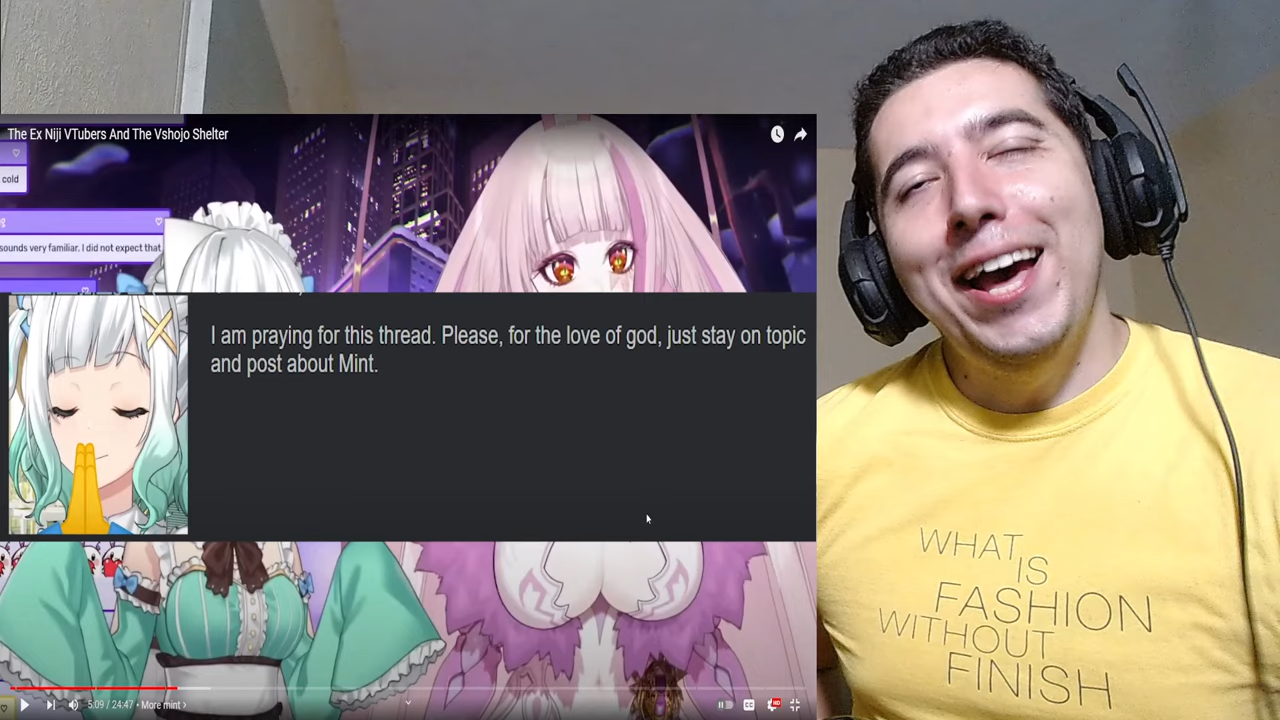 The Ex Niji VTubers And The Vshojo Shelter
cold
sounds very familiar. I did not expect that
I am praying for this thread. Please, for the love of god, just stay on topic
and post about Mint.
WHAT
IS
FASHION
WITHOUT
FINISH
5:09 / 24:47 • More mint ›
CC
HD